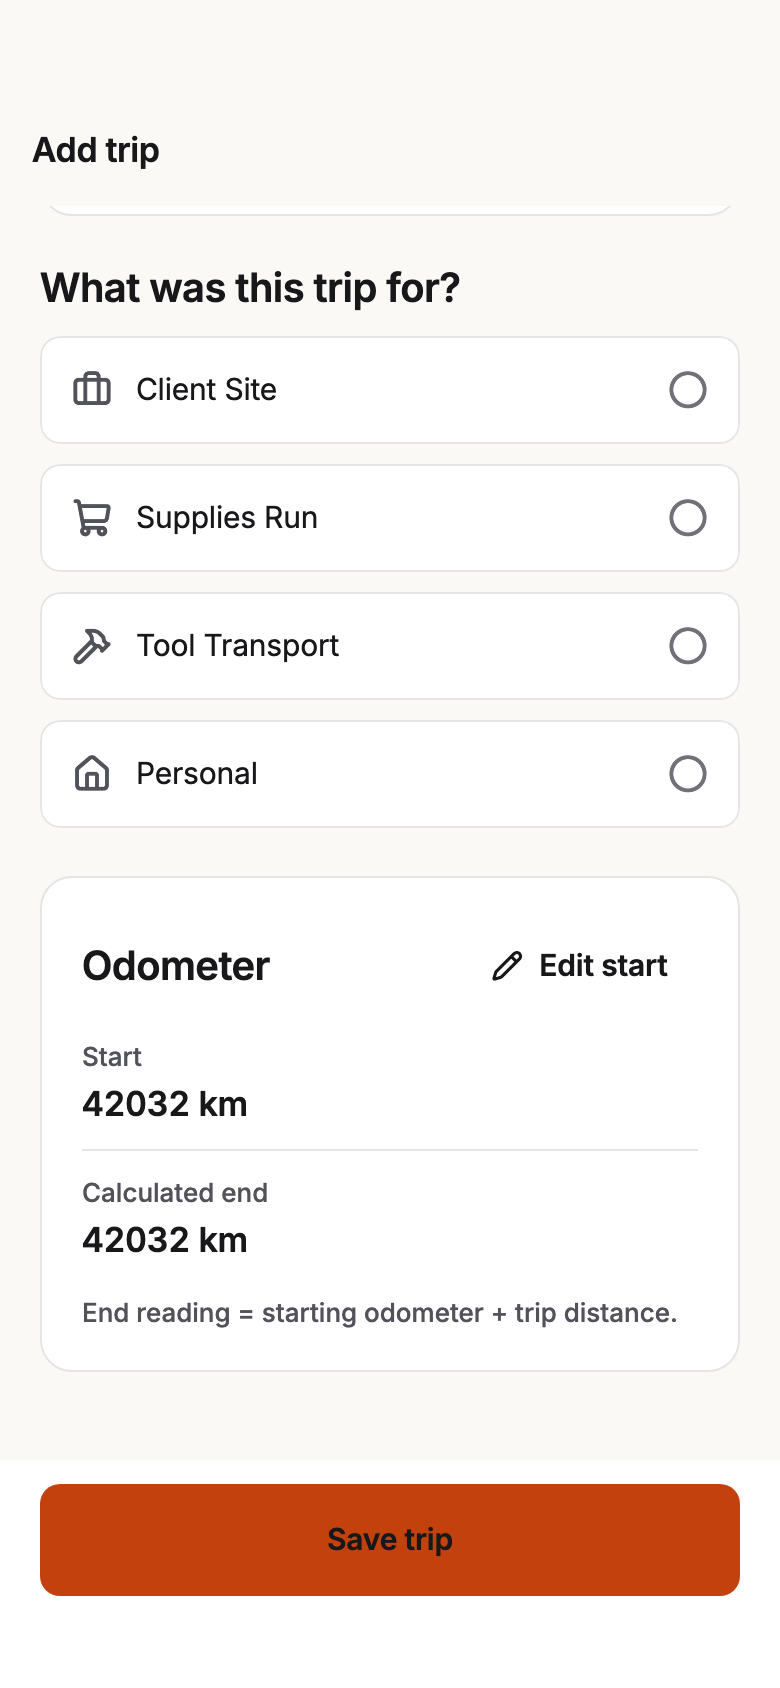 Add trip
What was this trip for?
Client Site
Supplies Run
Tool Transport
Personal
Odometer
Edit start
Start
42032 km
Calculated end
42032 km
End reading = starting odometer + trip distance.
Save trip